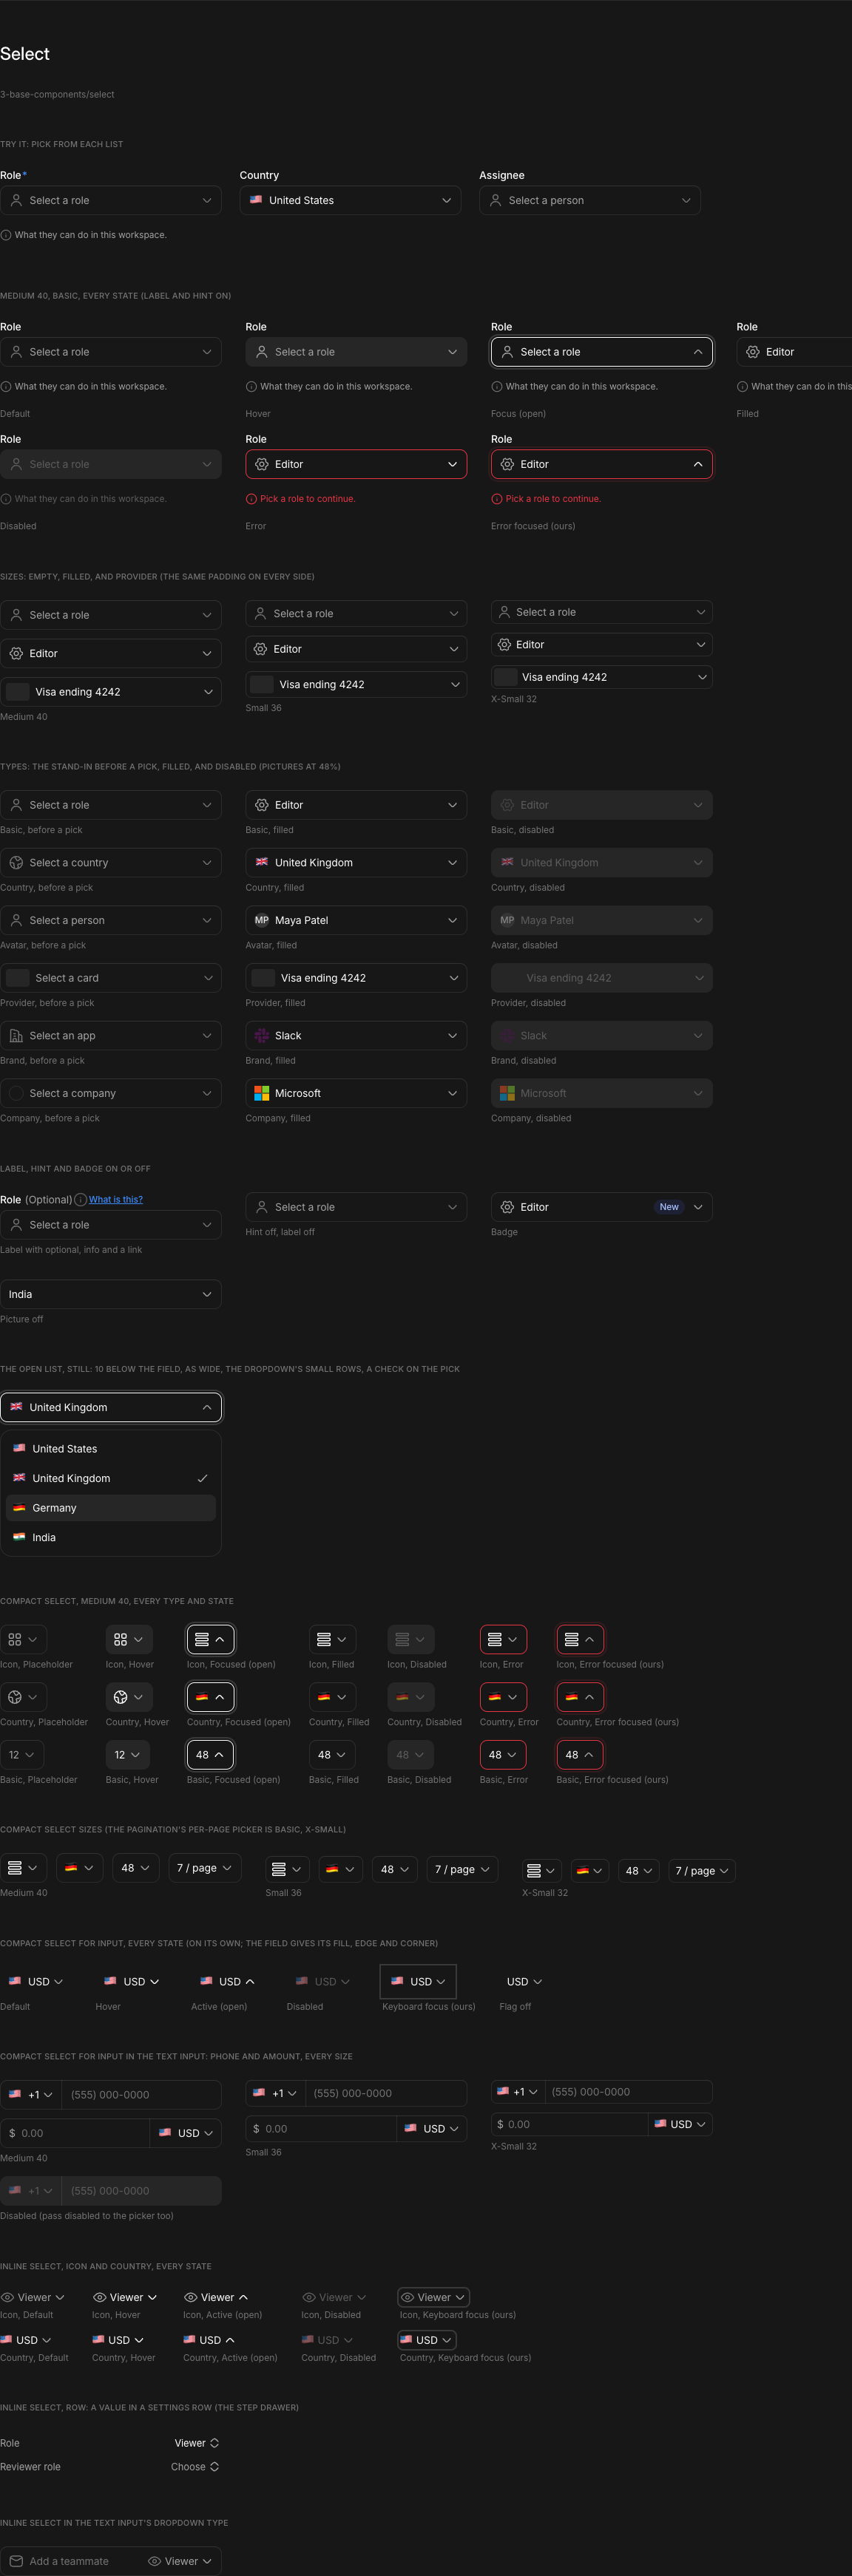 Select
3-base-components/select
TRY IT: PICK FROM EACH LIST
Role* Country Assignee
Select a role United States Select a person
What they can do in this workspace.
MEDIUM 40, BASIC, EVERY STATE (LABEL AND HINT ON)
Role Role Role Role
Select a role Select a role Select a role Editor
What they can do in this workspace. What they can do in this workspace. What they can do in this workspace. What they can do in this
Default Hover Focus (open) Filled
Role Role Role
Select a role Editor Editor
What they can do in this workspace. Pick a role to continue. Pick a role to continue.
Disabled Error Error focused (ours)
SIZES: EMPTY, FILLED, AND PROVIDER (THE SAME PADDING ON EVERY SIDE)
Select a role Select a role Select a role
Editor Editor Editor
Visa ending 4242 Visa ending 4242 Visa ending 4242
Medium 40 Small 36 X-Small 32
TYPES: THE STAND-IN BEFORE A PICK, FILLED, AND DISABLED (PICTURES AT 48%)
Select a role Editor Editor
Basic, before a pick Basic, filled Basic, disabled
Select a country United Kingdom United Kingdom
Country, before a pick Country, filled Country, disabled
Select a person MP Maya Patel MP Maya Patel
Avatar, before a pick Avatar, filled Avatar, disabled
Select a card Visa ending 4242 Visa ending 4242
Provider, before a pick Provider, filled Provider, disabled
Select an app Slack Slack
Brand, before a pick Brand, filled Brand, disabled
Select a company Microsoft Microsoft
Company, before a pick Company, filled Company, disabled
LABEL, HINT AND BADGE ON OR OFF
Role (Optional) What is this?
Select a role Select a role Editor New
Label with optional, info and a link Hint off, label off Badge
India
Picture off
THE OPEN LIST, STILL: 10 BELOW THE FIELD, AS WIDE, THE DROPDOWN'S SMALL ROWS, A CHECK ON THE PICK
United Kingdom
United States
United Kingdom
Germany
India
COMPACT SELECT, MEDIUM 40, EVERY TYPE AND STATE
Icon, Placeholder Icon, Hover Icon, Focused (open) Icon, Filled Icon, Disabled Icon, Error Icon, Error focused (ours)
Country, Placeholder Country, Hover Country, Focused (open) Country, Filled Country, Disabled Country, Error Country, Error focused (ours)
12 12 48 48 48 48 48
Basic, Placeholder Basic, Hover Basic, Focused (open) Basic, Filled Basic, Disabled Basic, Error Basic, Error focused (ours)
COMPACT SELECT SIZES (THE PAGINATION'S PER-PAGE PICKER IS BASIC, X-SMALL)
48 7 / page 48 7 / page 48 7 / page
Medium 40 Small 36 X-Small 32
COMPACT SELECT FOR INPUT, EVERY STATE (ON ITS OWN; THE FIELD GIVES ITS FILL, EDGE AND CORNER)
USD USD USD USD USD USD
Default Hover Active (open) Disabled Keyboard focus (ours) Flag off
COMPACT SELECT FOR INPUT IN THE TEXT INPUT: PHONE AND AMOUNT, EVERY SIZE
+1 (555) 000-0000 +1 (555) 000-0000 +1 (555) 000-0000
$ 0.00 USD $ 0.00 USD $ 0.00 USD
Medium 40 Small 36 X-Small 32
+1 (555) 000-0000
Disabled (pass disabled to the picker too)
INLINE SELECT, ICON AND COUNTRY, EVERY STATE
Viewer Viewer Viewer Viewer Viewer
Icon, Default Icon, Hover Icon, Active (open) Icon, Disabled Icon, Keyboard focus (ours)
USD USD USD USD USD
Country, Default Country, Hover Country, Active (open) Country, Disabled Country, Keyboard focus (ours)
INLINE SELECT, ROW: A VALUE IN A SETTINGS ROW (THE STEP DRAWER)
Role Viewer
Reviewer role Choose
INLINE SELECT IN THE TEXT INPUT'S DROPDOWN TYPE
Add a teammate Viewer